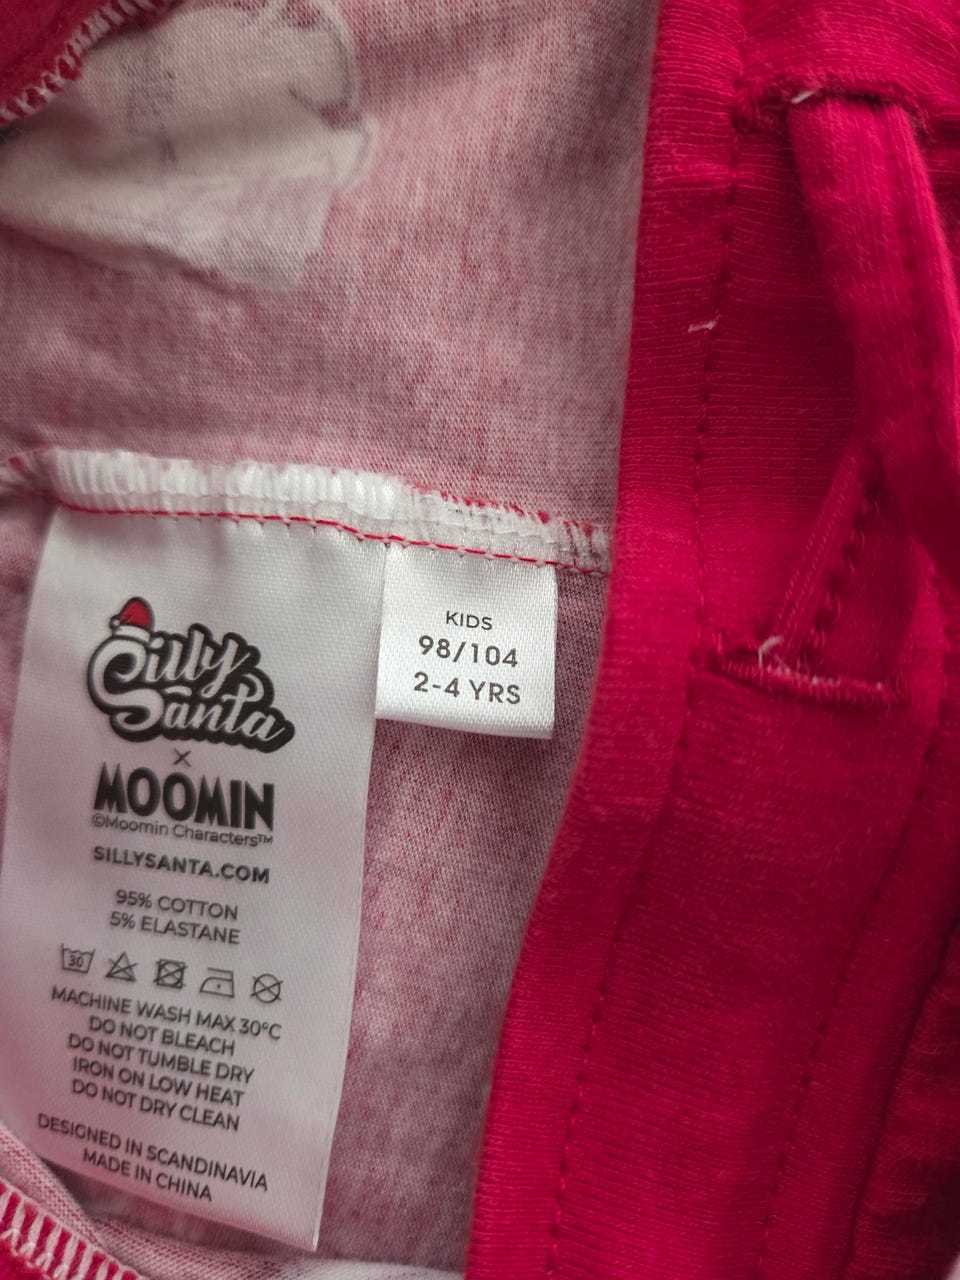 Silly
Santa
×
MOOMIN
©Moomin Characters™
SILLYSANTA.COM
95% COTTON
5% ELASTANE
30
MACHINE WASH MAX 30°C
DO NOT BLEACH
DO NOT TUMBLE DRY
IRON ON LOW HEAT
DO NOT DRY CLEAN
DESIGNED IN SCANDINAVIA
MADE IN CHINA
KIDS
98/104
2-4 YRS